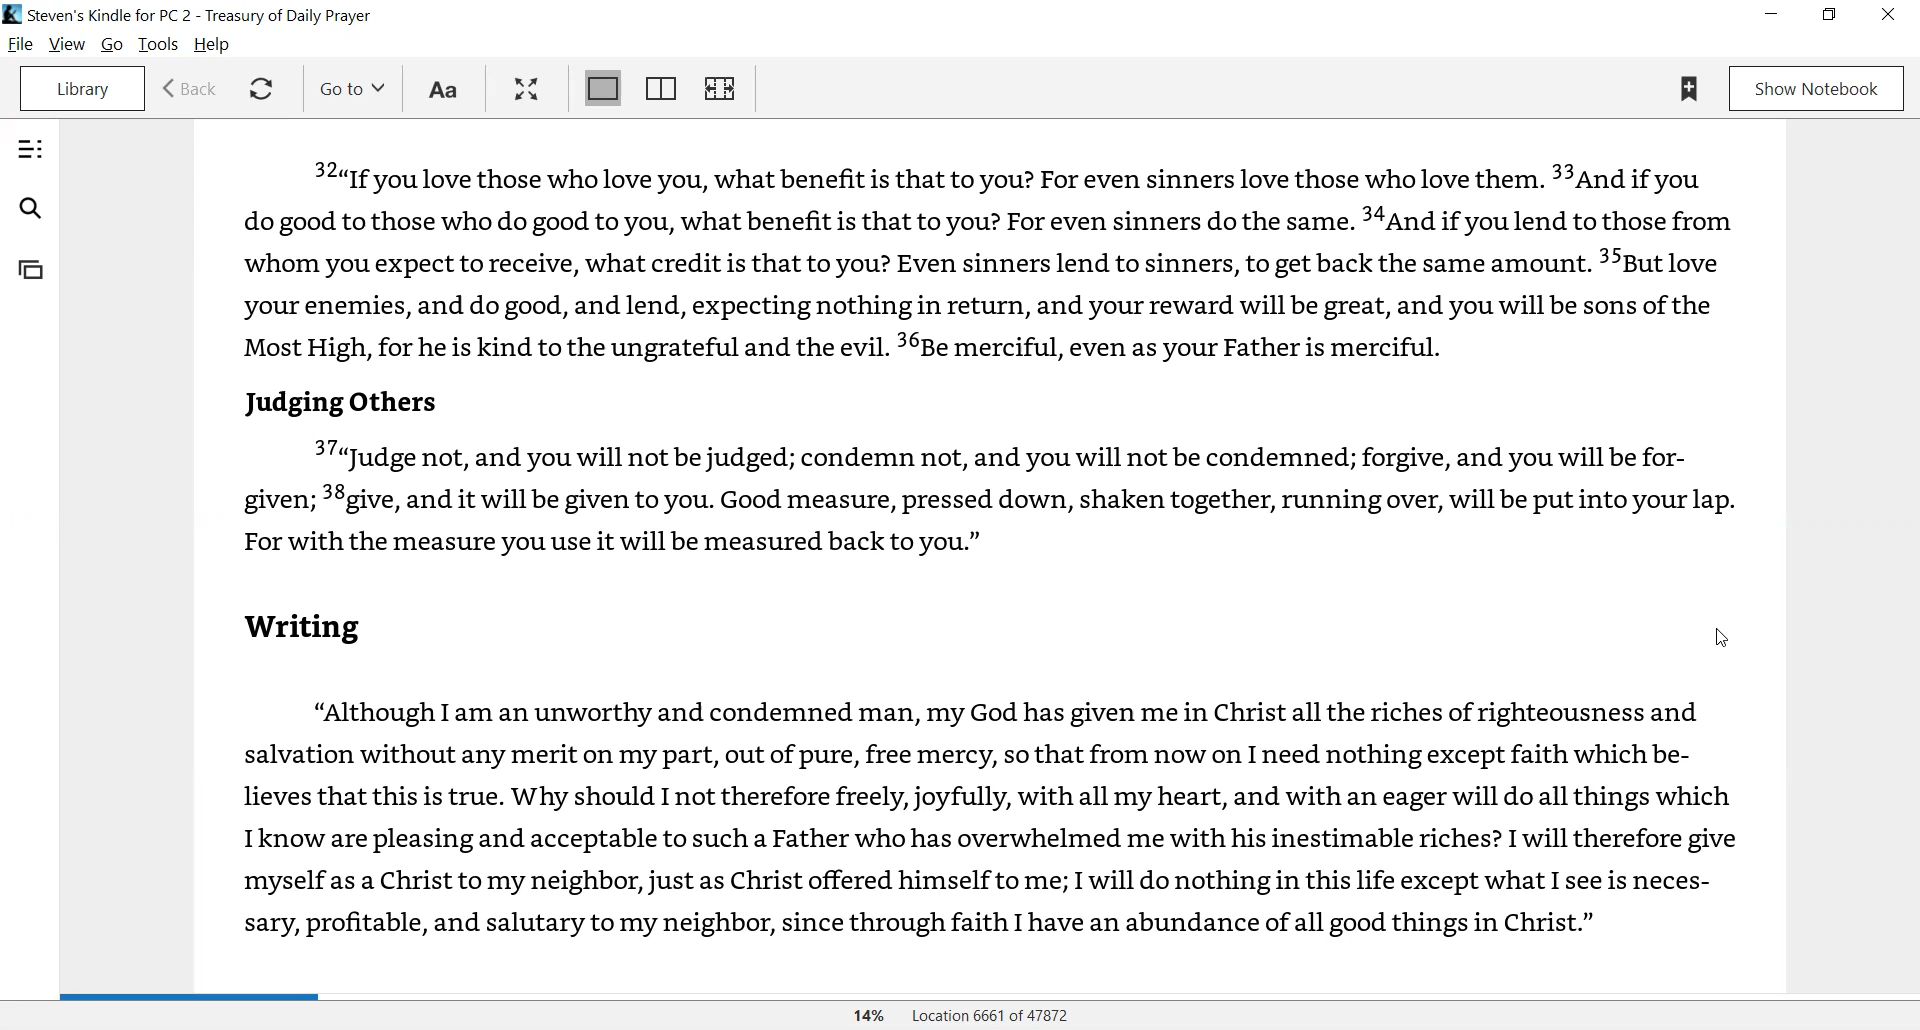 Steven's Kindle for PC 2 - Treasury of Daily Prayer
File View Go Tools Help
Library Back Go to Aa Show Notebook
32“If you love those who love you, what benefit is that to you? For even sinners love those who love them. 33And if you
do good to those who do good to you, what benefit is that to you? For even sinners do the same. 34And if you lend to those from
whom you expect to receive, what credit is that to you? Even sinners lend to sinners, to get back the same amount. 35But love
your enemies, and do good, and lend, expecting nothing in return, and your reward will be great, and you will be sons of the
Most High, for he is kind to the ungrateful and the evil. 36Be merciful, even as your Father is merciful.
Judging Others
37“Judge not, and you will not be judged; condemn not, and you will not be condemned; forgive, and you will be for-
given; 38give, and it will be given to you. Good measure, pressed down, shaken together, running over, will be put into your lap.
For with the measure you use it will be measured back to you.”
Writing
“Although I am an unworthy and condemned man, my God has given me in Christ all the riches of righteousness and
salvation without any merit on my part, out of pure, free mercy, so that from now on I need nothing except faith which be-
lieves that this is true. Why should I not therefore freely, joyfully, with all my heart, and with an eager will do all things which
I know are pleasing and acceptable to such a Father who has overwhelmed me with his inestimable riches? I will therefore give
myself as a Christ to my neighbor, just as Christ offered himself to me; I will do nothing in this life except what I see is neces-
sary, profitable, and salutary to my neighbor, since through faith I have an abundance of all good things in Christ.”
14% Location 6661 of 47872